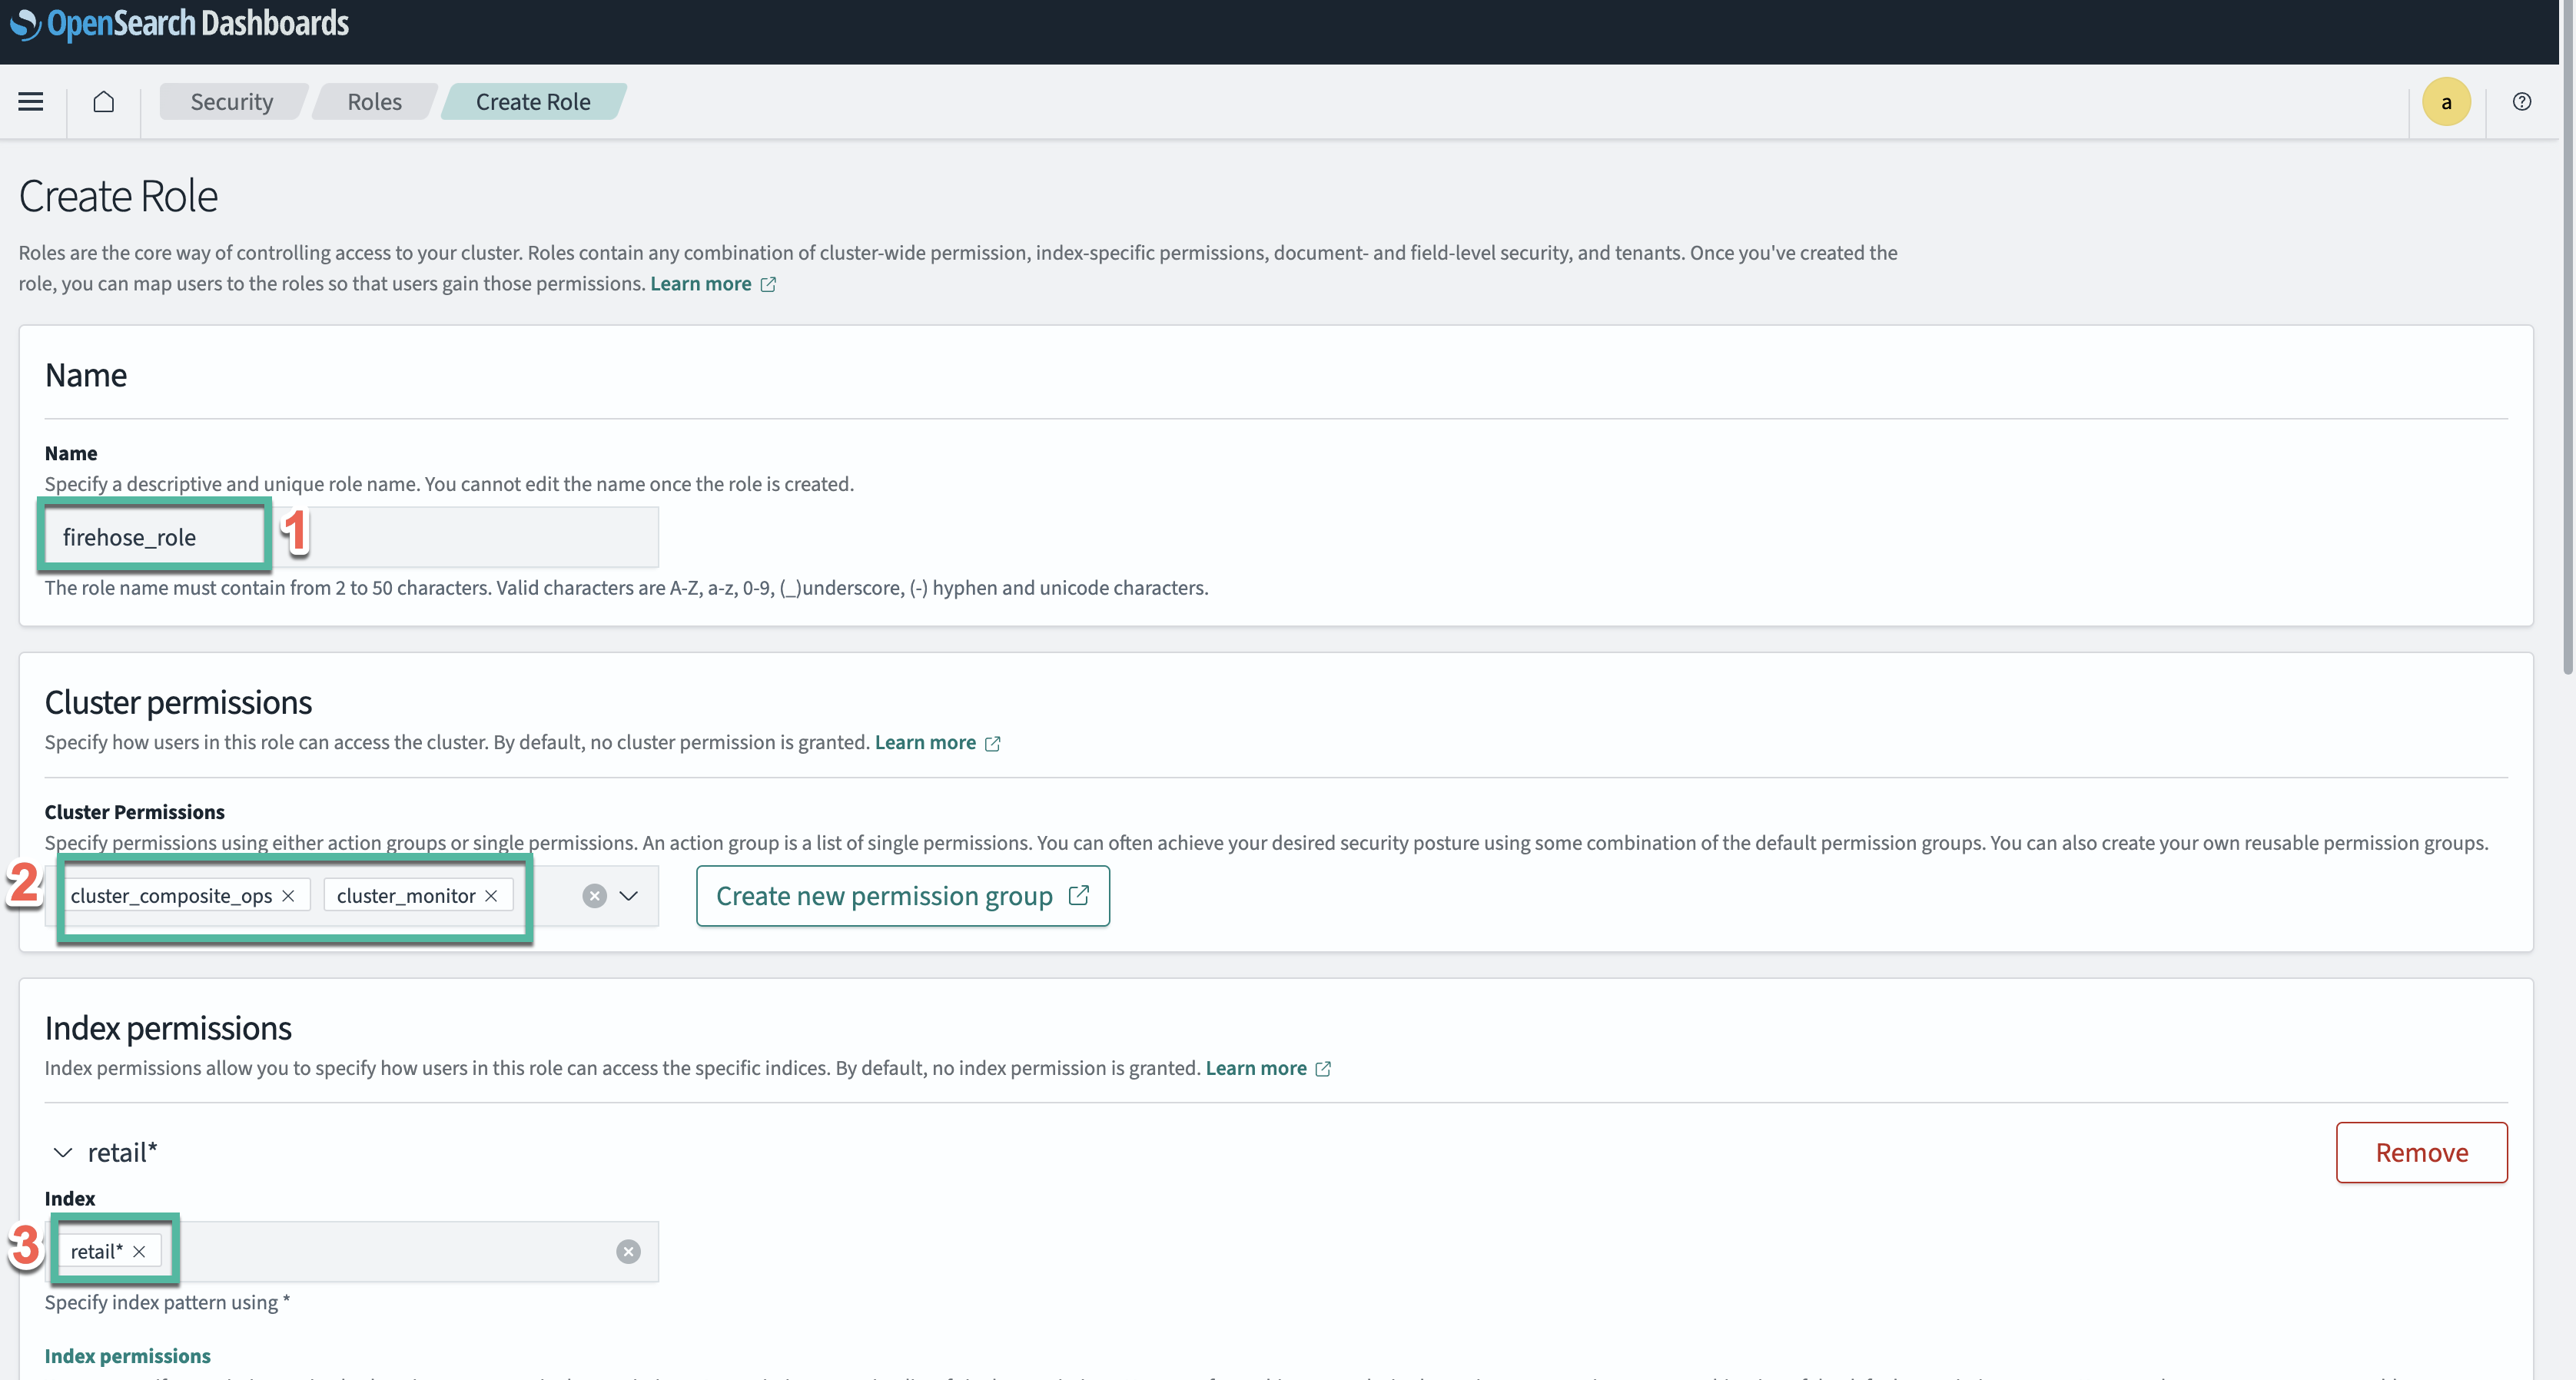 OpenSearch Dashboards
Security Roles Create Role a
Create Role
Roles are the core way of controlling access to your cluster. Roles contain any combination of cluster-wide permission, index-specific permissions, document- and field-level security, and tenants. Once you've created the
role, you can map users to the roles so that users gain those permissions. Learn more
Name
Name
Specify a descriptive and unique role name. You cannot edit the name once the role is created.
firehose_role 1
The role name must contain from 2 to 50 characters. Valid characters are A-Z, a-z, 0-9, (_)underscore, (-) hyphen and unicode characters.
Cluster permissions
Specify how users in this role can access the cluster. By default, no cluster permission is granted. Learn more
Cluster Permissions
Specify permissions using either action groups or single permissions. An action group is a list of single permissions. You can often achieve your desired security posture using some combination of the default permission groups. You can also create your own reusable permission groups.
2 cluster_composite_ops cluster_monitor Create new permission group
Index permissions
Index permissions allow you to specify how users in this role can access the specific indices. By default, no index permission is granted. Learn more
retail* Remove
Index
3 retail*
Specify index pattern using *
Index permissions